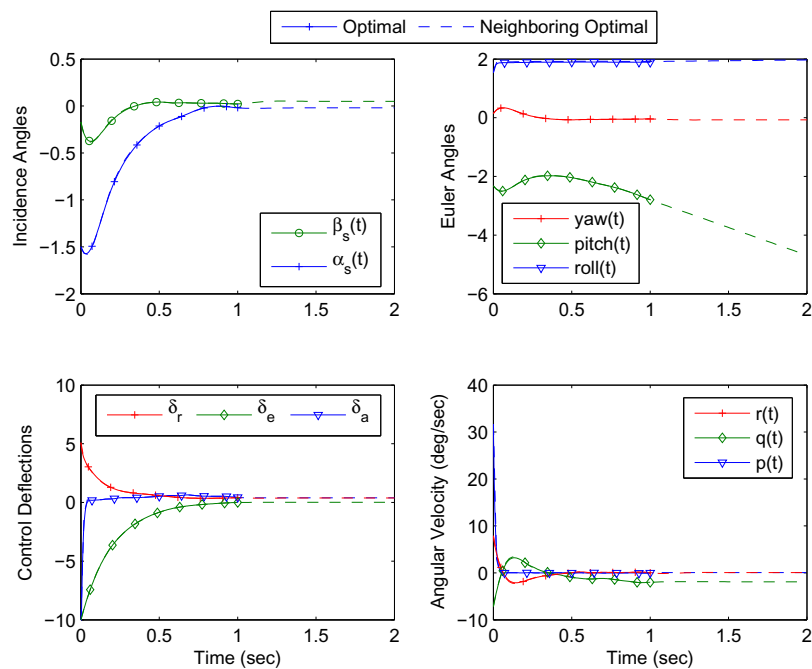 Optimal Neighboring Optimal
0.5
0
−0.5
−1
−1.5
−2
0 0.5 1 1.5 2
Incidence Angles
β_s(t)
α_s(t)
2
0
−2
−4
−6
0 0.5 1 1.5 2
Euler Angles
yaw(t)
pitch(t)
roll(t)
10
5
0
−5
−10
0 0.5 1 1.5 2
Control Deflections
Time (sec)
δ_r δ_e δ_a
40
30
20
10
0
−10
0 0.5 1 1.5 2
Angular Velocity (deg/sec)
Time (sec)
r(t)
q(t)
p(t)